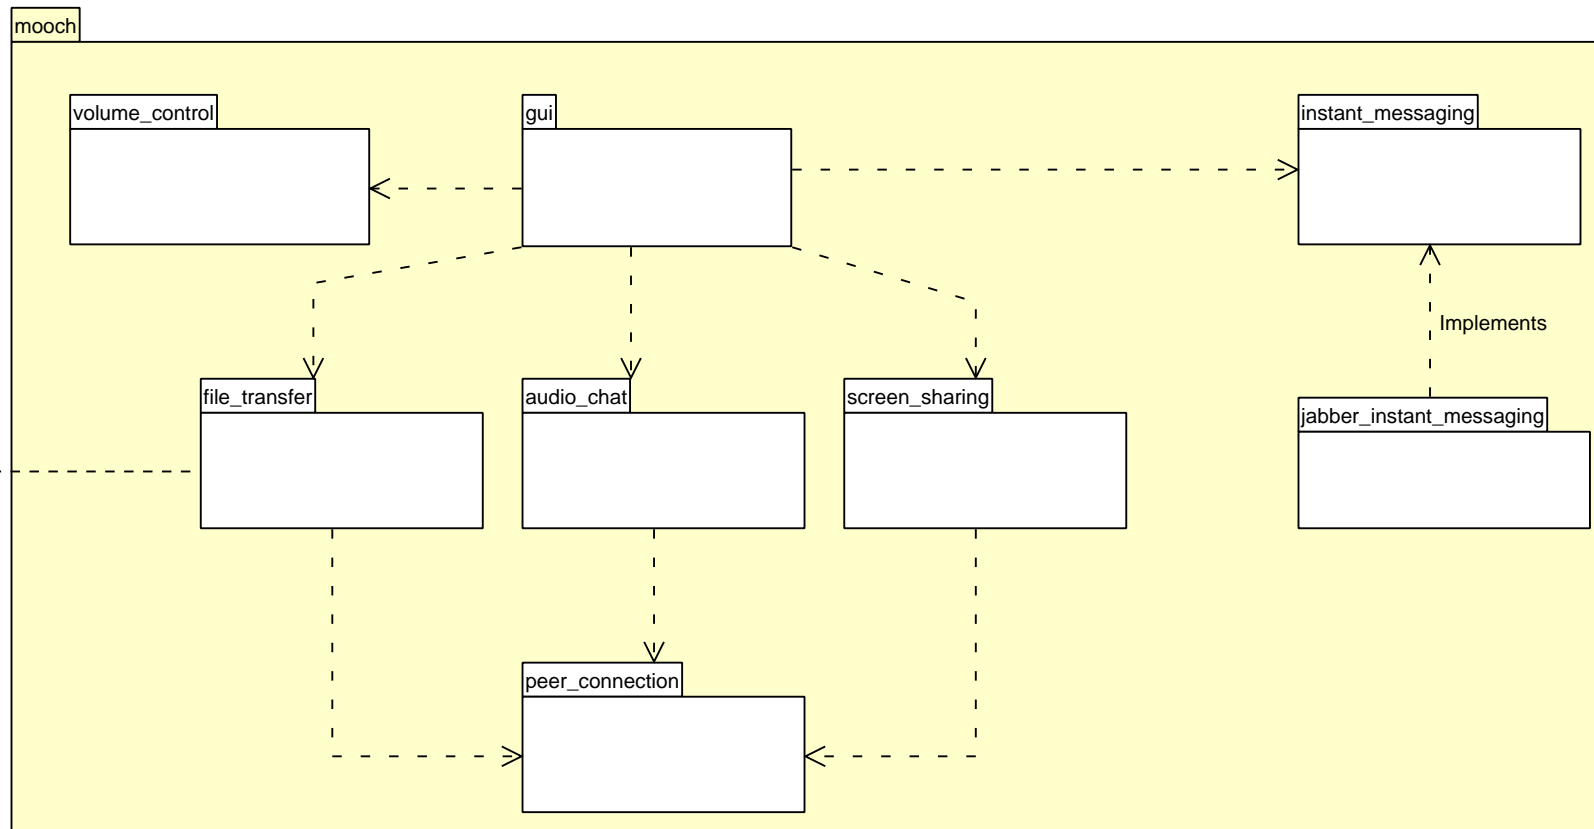 mooch
volume_control
gui
instant_messaging
Implements
file_transfer
audio_chat
screen_sharing
jabber_instant_messaging
peer_connection